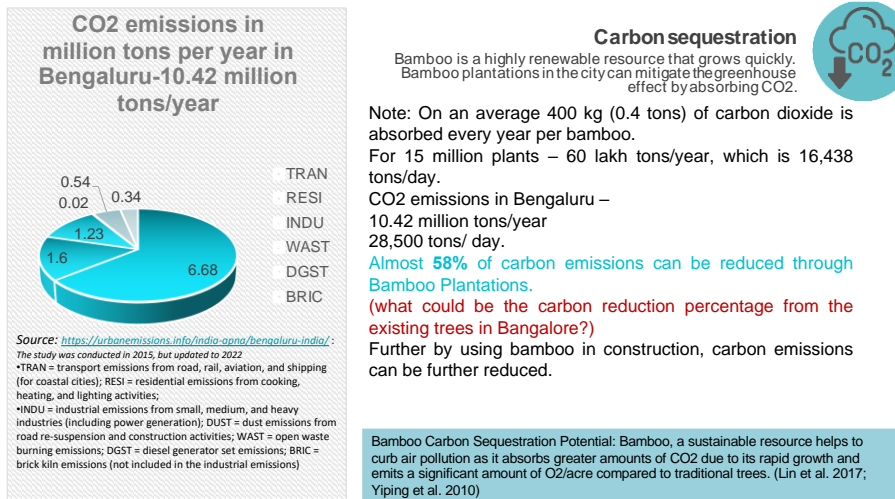 CO2 emissions in
million tons per year in
Bengaluru-10.42 million
tons/year
0.54
0.34
0.02
1.23
1.6
6.68
TRAN
RESI
INDU
WAST
DGST
BRIC
Source: https://urbanemissions.info/india-apna/bengaluru-india/ :
The study was conducted in 2015, but updated to 2022
•TRAN = transport emissions from road, rail, aviation, and shipping
(for coastal cities); RESI = residential emissions from cooking,
heating, and lighting activities;
•INDU = industrial emissions from small, medium, and heavy
industries (including power generation); DUST = dust emissions from
road re-suspension and construction activities; WAST = open waste
burning emissions; DGST = diesel generator set emissions; BRIC =
brick kiln emissions (not included in the industrial emissions)
Carbon sequestration
Bamboo is a highly renewable resource that grows quickly.
Bamboo plantations in the city can mitigate the greenhouse
effect by absorbing CO2.
CO2
Note: On an average 400 kg (0.4 tons) of carbon dioxide is
absorbed every year per bamboo.
For 15 million plants – 60 lakh tons/year, which is 16,438
tons/day.
CO2 emissions in Bengaluru –
10.42 million tons/year
28,500 tons/ day.
Almost 58% of carbon emissions can be reduced through
Bamboo Plantations.
(what could be the carbon reduction percentage from the
existing trees in Bangalore?)
Further by using bamboo in construction, carbon emissions
can be further reduced.
Bamboo Carbon Sequestration Potential: Bamboo, a sustainable resource helps to
curb air pollution as it absorbs greater amounts of CO2 due to its rapid growth and
emits a significant amount of O2/acre compared to traditional trees. (Lin et al. 2017;
Yiping et al. 2010)